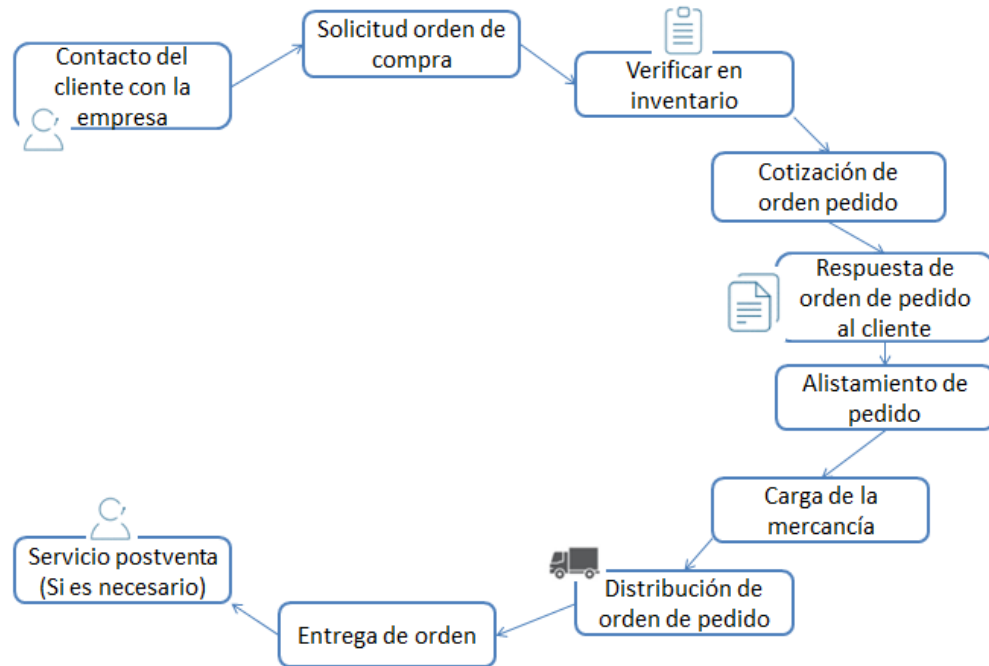 Contacto del
cliente con la
empresa
Solicitud orden de
compra
Verificar en
inventario
Cotización de
orden pedido
Respuesta de
orden de pedido
al cliente
Alistamiento de
pedido
Carga de la
mercancía
Distribución de
orden de pedido
Entrega de orden
Servicio postventa
(Si es necesario)